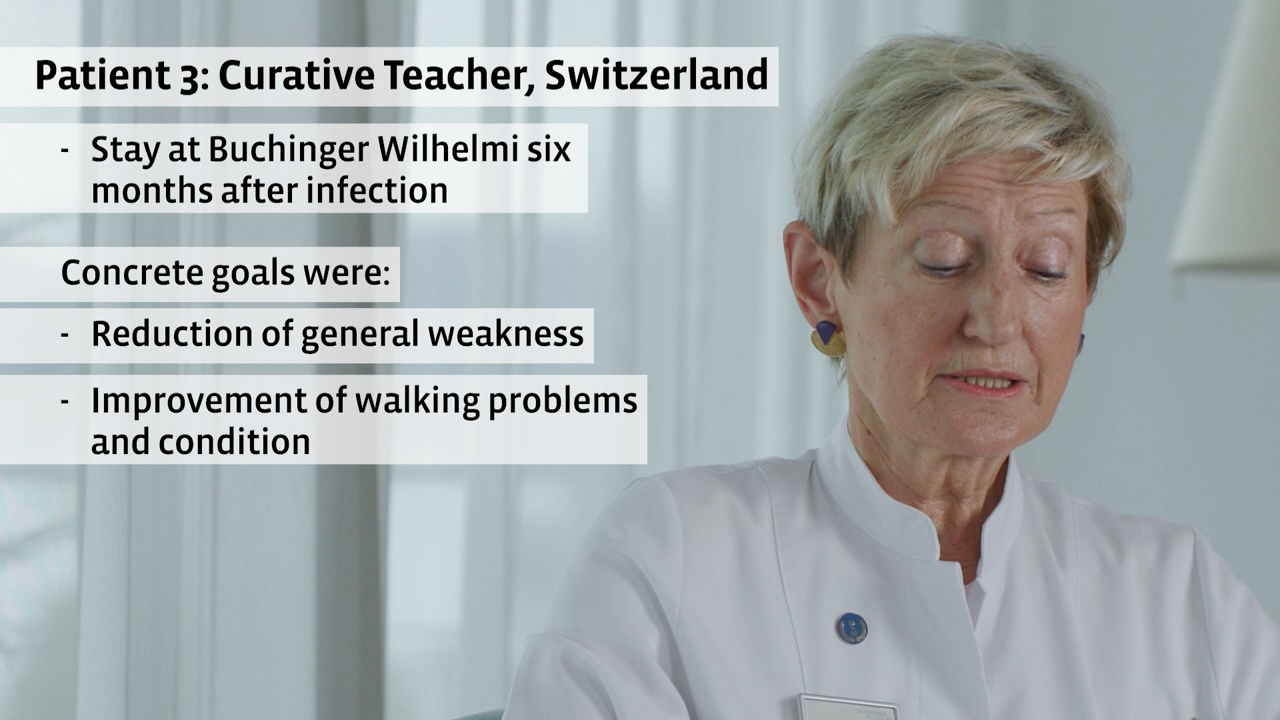 Patient 3: Curative Teacher, Switzerland
- Stay at Buchinger Wilhelmi six
months after infection
Concrete goals were:
- Reduction of general weakness
- Improvement of walking problems
and condition